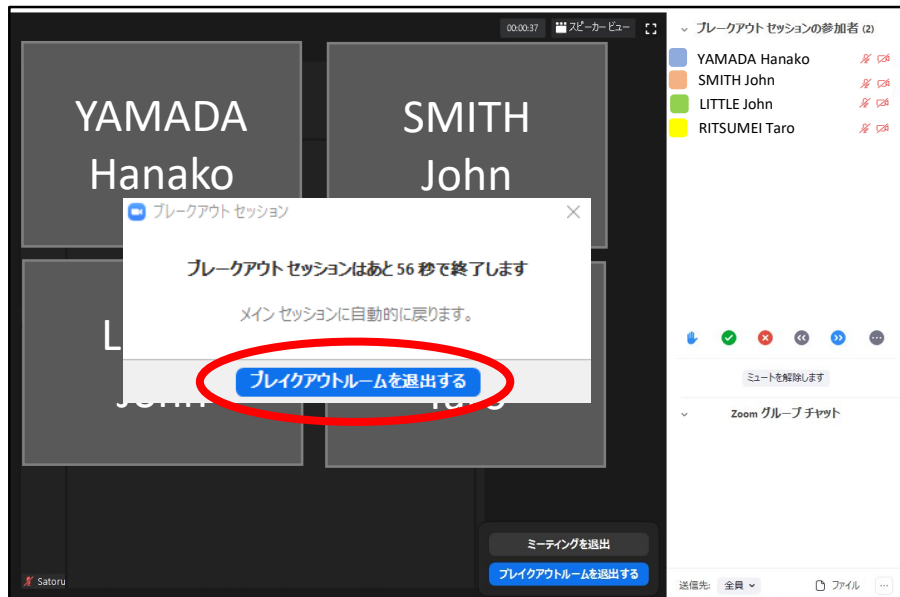 00:00:37 スピーカー ビュー
YAMADA
Hanako
SMITH
John
ブレークアウト セッション
ブレークアウト セッションはあと 56 秒で終了します
メイン セッションに自動的に戻ります。
ブレイクアウトルームを退出する
L
John
Taro
ミーティングを退出
ブレイクアウトルームを退出する
Satoru
ブレークアウト セッションの参加者 (2)
YAMADA Hanako
SMITH John
LITTLE John
RITSUMEI Taro
ミュートを解除します
Zoom グループ チャット
送信先: 全員 ファイル